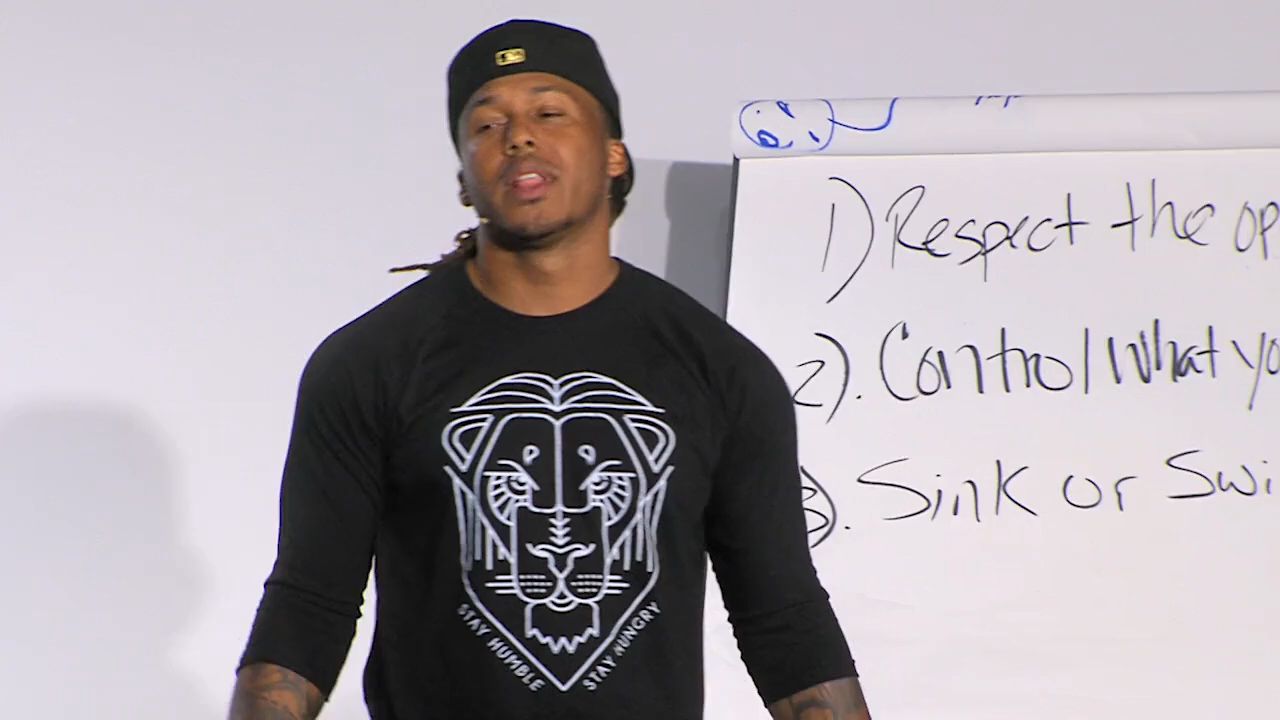 1) Respect the op
2). Control What yo
3). Sink or Swi
STAY HUMBLE
STAY HUNGRY